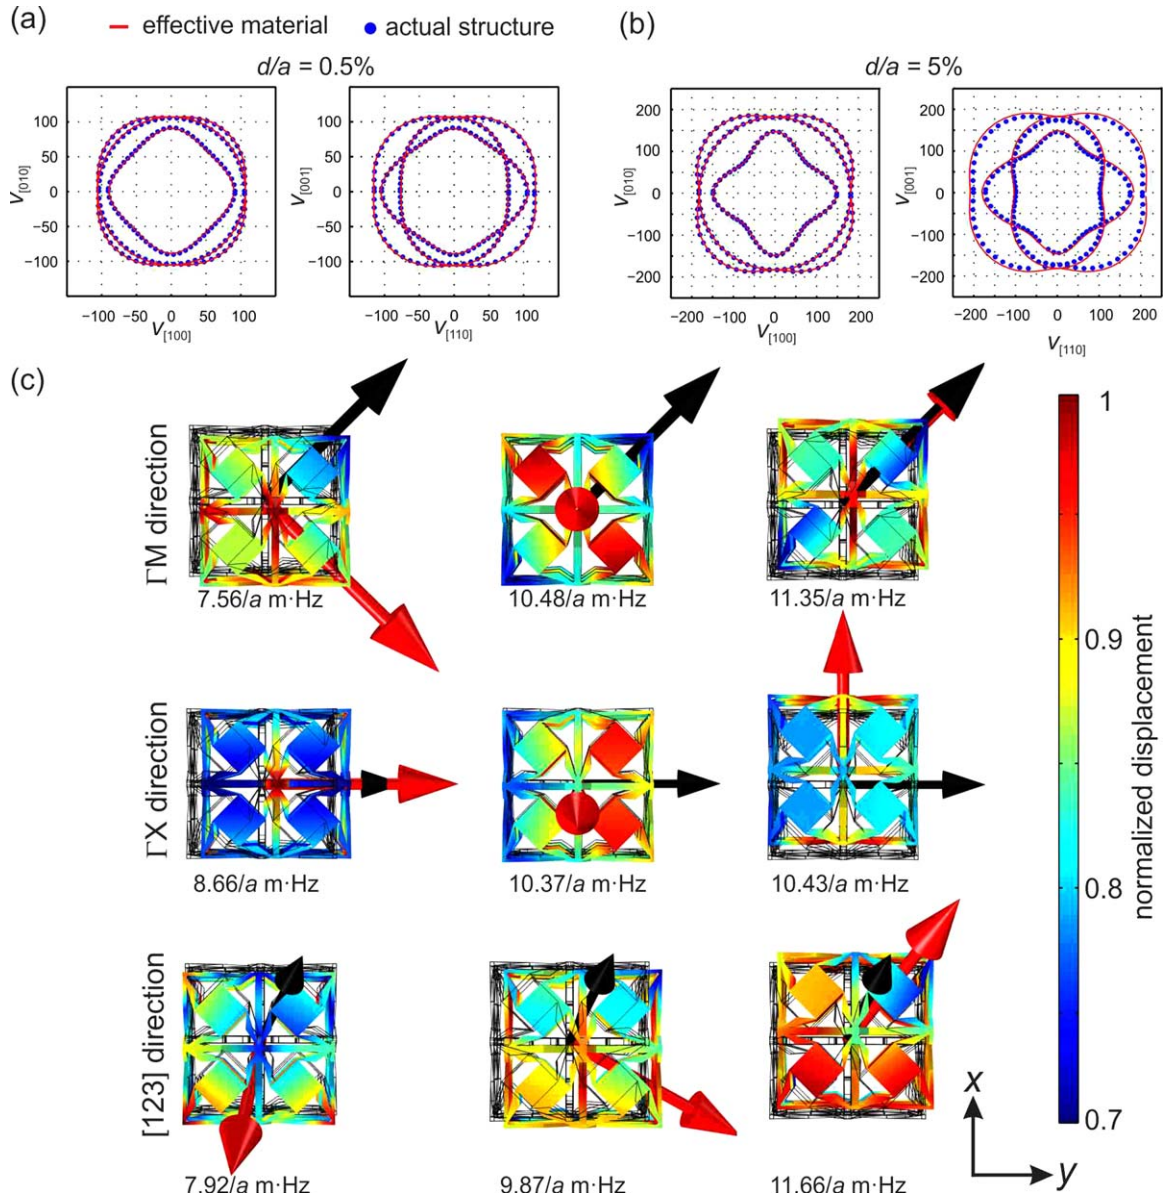 (a) — effective material • actual structure (b)
d/a = 0.5% d/a = 5%
100 50 0 −50 −100
V[010]
−100 −50 0 50 100
V[100]
100 50 0 −50 −100
V[001]
−100 −50 0 50 100
V[110]
200 100 0 −100 −200
V[010]
−200 −100 0 100 200
V[100]
200 100 0 −100 −200
V[001]
−200 −100 0 100 200
V[110]
(c)
ΓM direction
7.56/a m·Hz 10.48/a m·Hz 11.35/a m·Hz
ΓX direction
8.66/a m·Hz 10.37/a m·Hz 10.43/a m·Hz
[123] direction
7.92/a m·Hz 9.87/a m·Hz 11.66/a m·Hz
1
0.9
0.8
0.7
normalized displacement
x
y